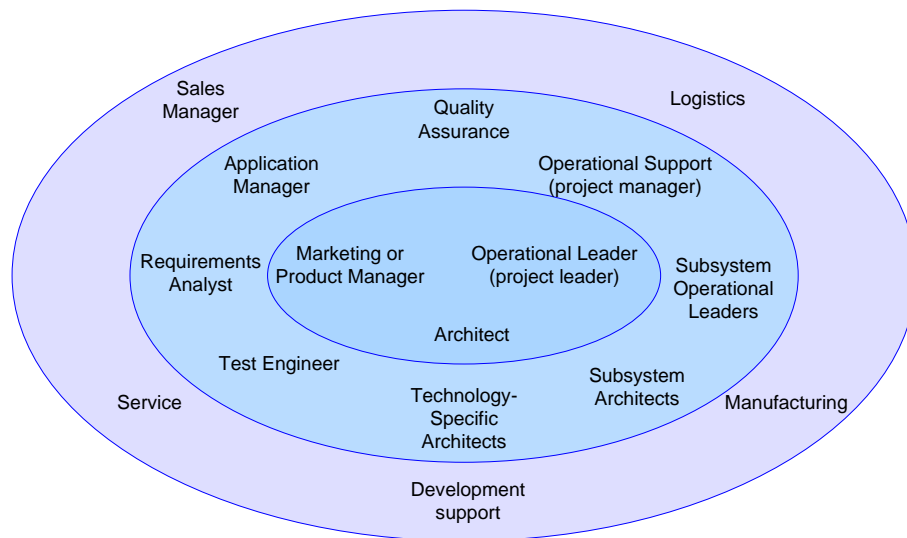 Sales
Manager
Logistics
Quality
Assurance
Application
Manager
Operational Support
(project manager)
Marketing or
Product Manager
Operational Leader
(project leader)
Requirements
Analyst
Subsystem
Operational
Leaders
Architect
Test Engineer
Subsystem
Architects
Service
Technology-
Specific
Architects
Manufacturing
Development
support